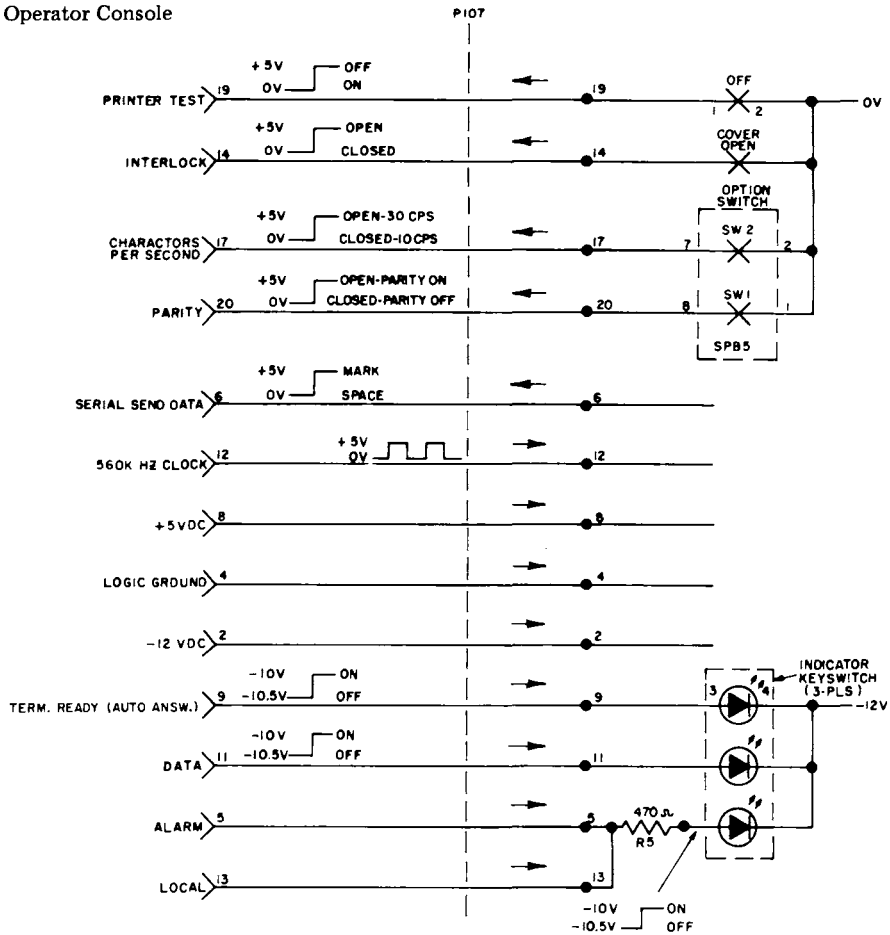 Operator Console
P107
+5V OFF
0V ON
PRINTER TEST 19 19 1 OFF 2 0V
+5V OPEN
0V CLOSED
INTERLOCK 14 14 COVER OPEN
OPTION SWITCH
+5V OPEN-30 CPS
0V CLOSED-10CPS
CHARACTORS PER SECOND 17 17 7 SW 2 2
+5V OPEN-PARITY ON
0V CLOSED-PARITY OFF
PARITY 20 20 8 SW 1 1
SPB5
+5V MARK
0V SPACE
SERIAL SEND DATA 6 6
+5V
0V
560K HZ CLOCK 12 12
+5VDC 8 8
LOGIC GRDUND 4 4
-12 VDC 2 2
INDICATOR
KEYSWITCH
(3-PLS)
-10V ON
-10.5V OFF
TERM. READY (AUTO ANSW.) 9 9 3 4 -12V
-10V ON
-10.5V OFF
DATA 11 11
ALARM 5 5 470 Ω
R5
LOCAL 13 13
-10V ON
-10.5V OFF